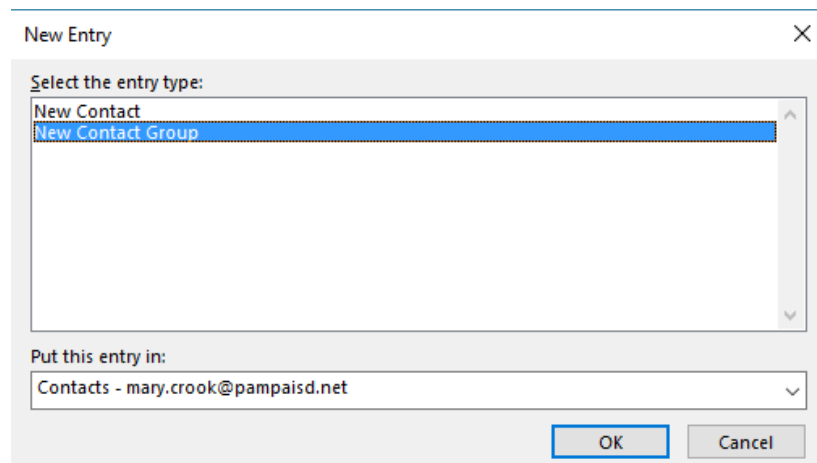 New Entry
Select the entry type:
New Contact
New Contact Group
Put this entry in:
Contacts - mary.crook@pampaisd.net
OK Cancel